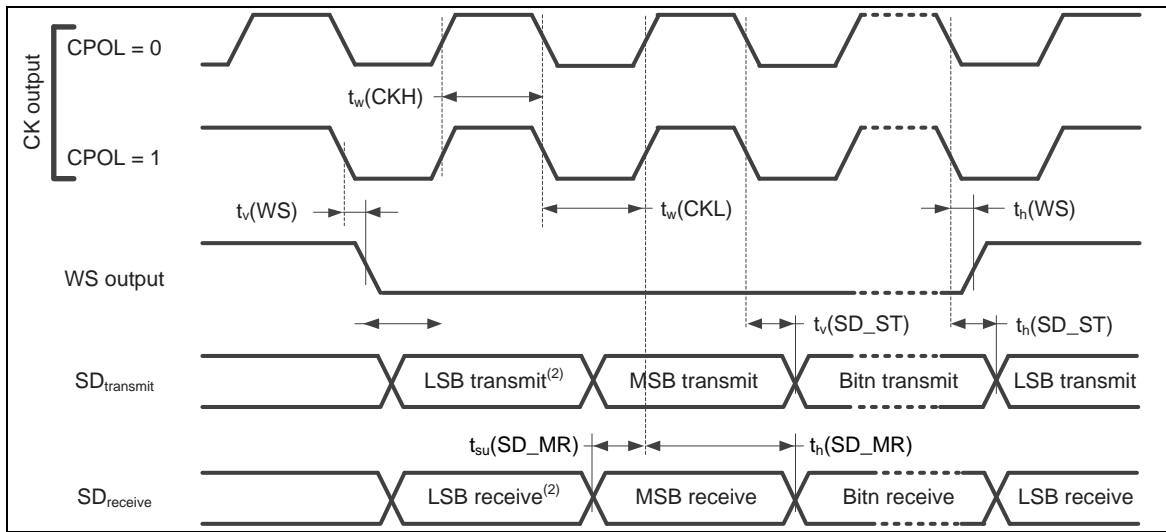 CK output
CPOL = 0
tw(CKH)
CPOL = 1
tv(WS)
tw(CKL)
th(WS)
WS output
tv(SD_ST)
th(SD_ST)
SDtransmit
LSB transmit(2)
MSB transmit
Bitn transmit
LSB transmit
tsu(SD_MR)
th(SD_MR)
SDreceive
LSB receive(2)
MSB receive
Bitn receive
LSB receive